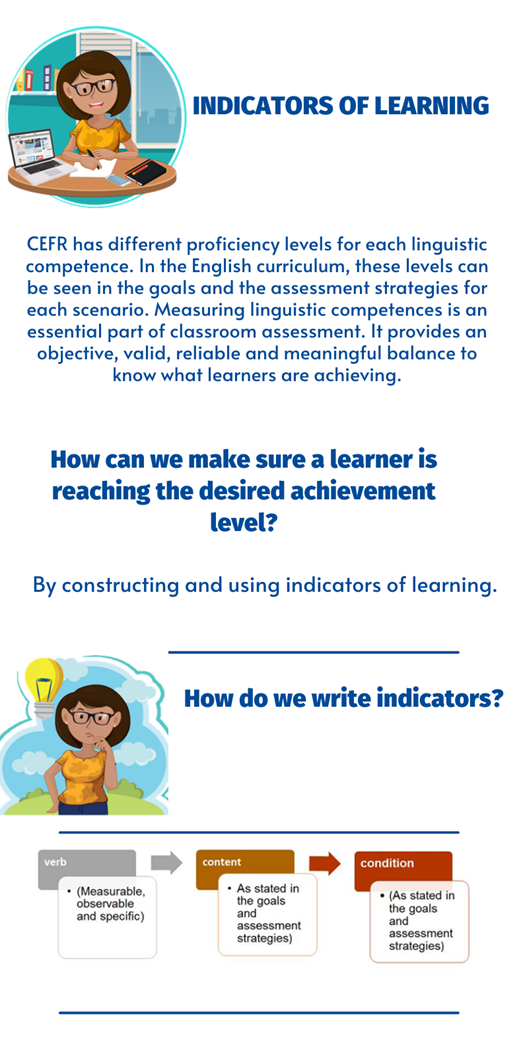 INDICATORS OF LEARNING
CEFR has different proficiency levels for each linguistic
competence. In the English curriculum, these levels can
be seen in the goals and the assessment strategies for
each scenario. Measuring linguistic competences is an
essential part of classroom assessment. It provides an
objective, valid, reliable and meaningful balance to
know what learners are achieving.
How can we make sure a learner is
reaching the desired achievement
level?
By constructing and using indicators of learning.
How do we write indicators?
verb
• (Measurable,
observable
and specific)
content
• As stated in
the goals
and
assessment
strategies)
condition
• (As stated in
the goals
and
assessment
strategies)